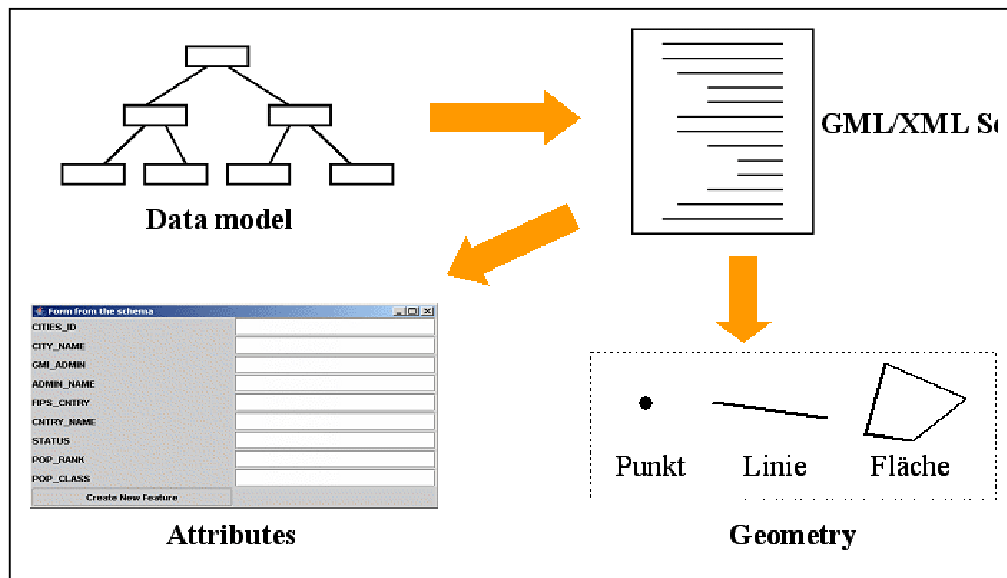 GML/XML
Data model
Form from the schema
CITIES_ID
CITY_NAME
GMI_ADMIN
ADMIN_NAME
FIPS_CNTRY
CNTRY_NAME
STATUS
POP_RANK
POP_CLASS
Create New Feature
Punkt Linie Fläche
Attributes
Geometry